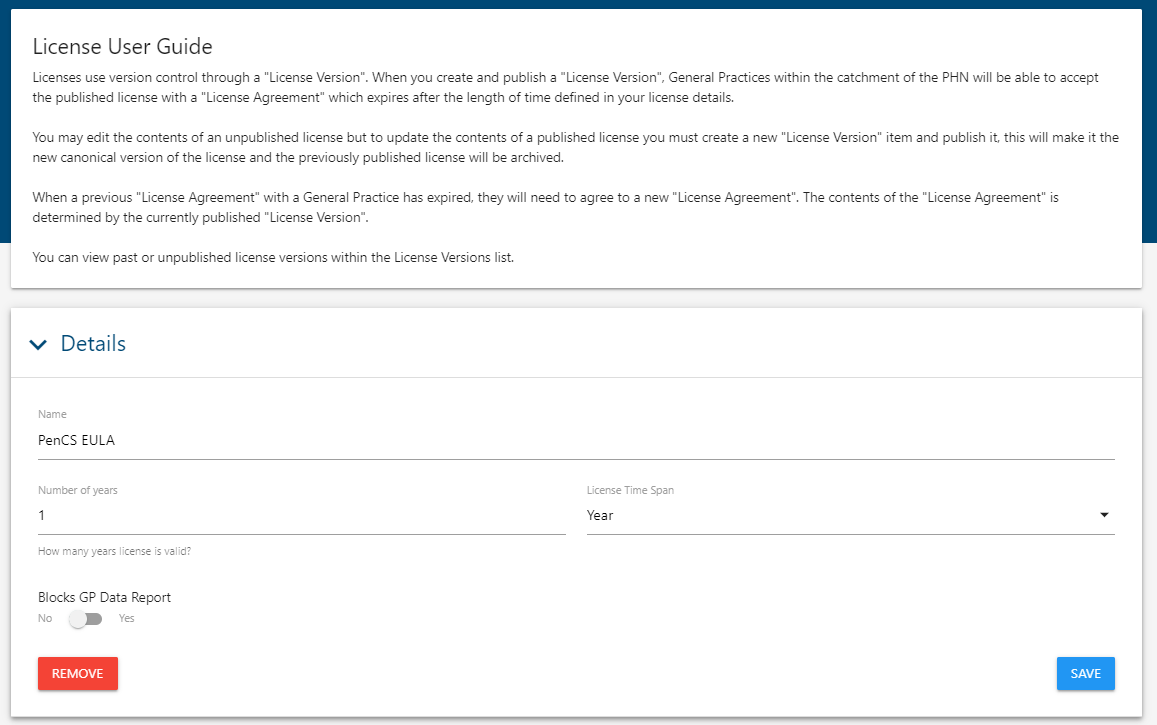 License User Guide
Licenses use version control through a "License Version". When you create and publish a "License Version", General Practices within the catchment of the PHN will be able to accept
the published license with a "License Agreement" which expires after the length of time defined in your license details.
You may edit the contents of an unpublished license but to update the contents of a published license you must create a new "License Version" item and publish it, this will make it the
new canonical version of the license and the previously published license will be archived.
When a previous "License Agreement" with a General Practice has expired, they will need to agree to a new "License Agreement". The contents of the "License Agreement" is
determined by the currently published "License Version".
You can view past or unpublished license versions within the License Versions list.
Details
Name
PenCS EULA
Number of years
License Time Span
1
Year
How many years license is valid?
Blocks GP Data Report
No Yes
REMOVE
SAVE